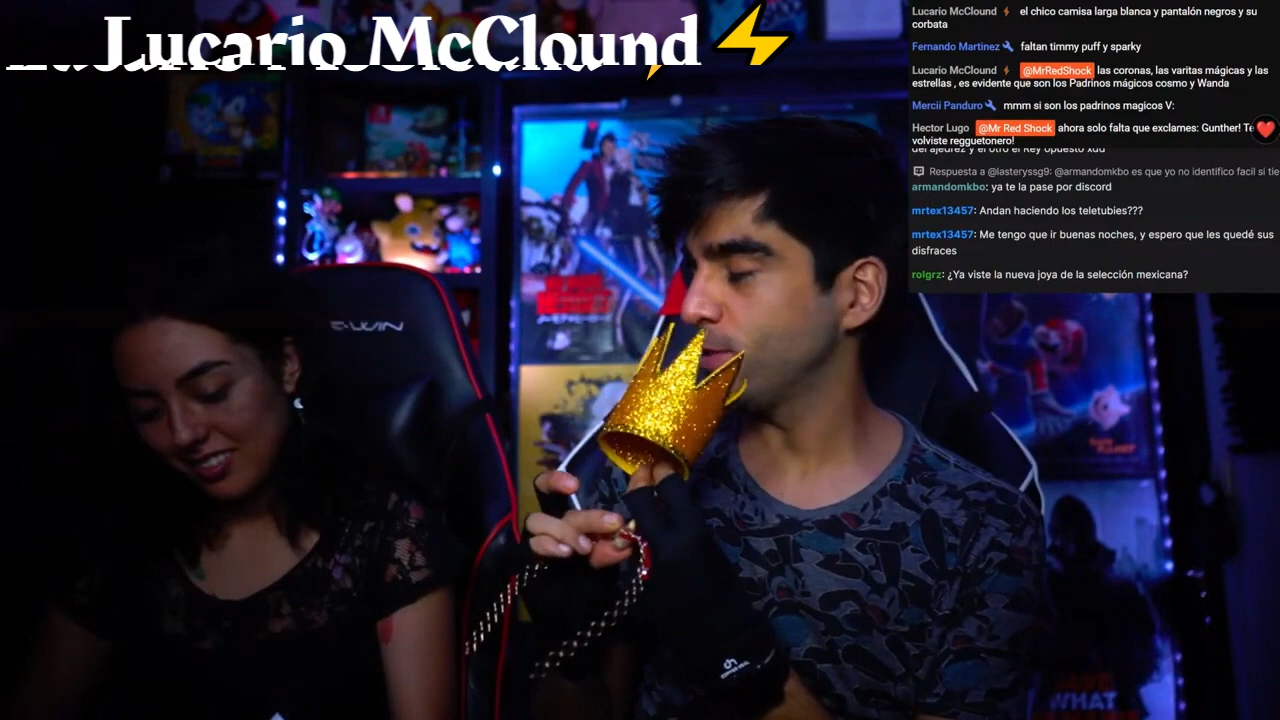 Lucario McClound⚡
Lucario McClound ⚡ el chico camisa larga blanca y pantalón negros y su
corbata
Fernando Martinez faltan timmy puff y sparky
Lucario McClound ⚡ @MrRedShock las coronas, las varitas mágicas y las
estrellas , es evidente que son los Padrinos mágicos cosmo y Wanda
Mercii Panduro mmm si son los padrinos magicos V:
Hector Lugo @Mr Red Shock ahora solo falta que exclames: Gunther! Te
volviste regguetonero!
del ajedrez y el otro el Rey opuesto xdd
Respuesta a @lasteryssg9: @armandomkbo es que yo no identifico facil si tie
armandomkbo: ya te la pase por discord
mrtex13457: Andan haciendo los teletubies???
mrtex13457: Me tengo que ir buenas noches, y espero que les quedé sus
disfraces
rolgrz: ¿Ya viste la nueva joya de la selección mexicana?
E-WIN
WHAT